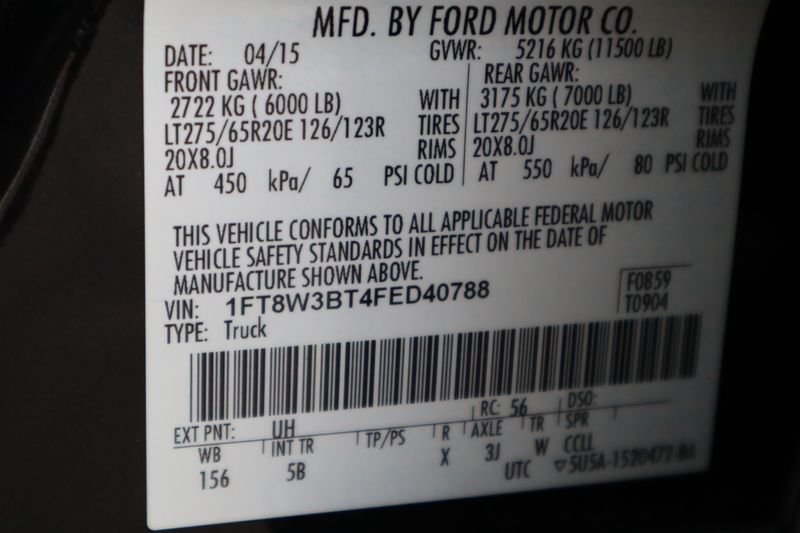 MFD. BY FORD MOTOR CO.
DATE: 04/15 GVWR: 5216 KG (11500 LB)
FRONT GAWR: REAR GAWR:
2722 KG ( 6000 LB) WITH 3175 KG ( 7000 LB) WITH
LT275/65R20E 126/123R TIRES LT275/65R20E 126/123R TIRES
20X8.0J RIMS 20X8.0J RIMS
AT 450 kPa/ 65 PSI COLD AT 550 kPa/ 80 PSI COLD
THIS VEHICLE CONFORMS TO ALL APPLICABLE FEDERAL MOTOR
VEHICLE SAFETY STANDARDS IN EFFECT ON THE DATE OF
MANUFACTURE SHOWN ABOVE.
VIN: 1FT8W3BT4FED40788 F0859
TYPE: Truck T0904
EXT PNT: UH RC: 56 DSO:
WB INT TR TP/PS R AXLE TR SPR
156 5B X 3J W CCLL
UTC ▽5U5A-1520472-BA